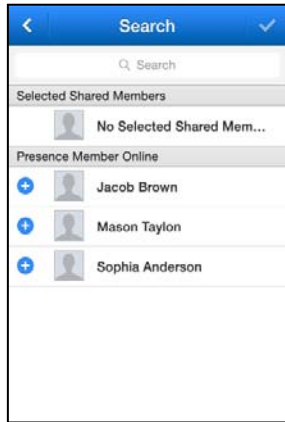 Search
Search
Selected Shared Members
No Selected Shared Mem...
Presence Member Online
Jacob Brown
Mason Taylon
Sophia Anderson